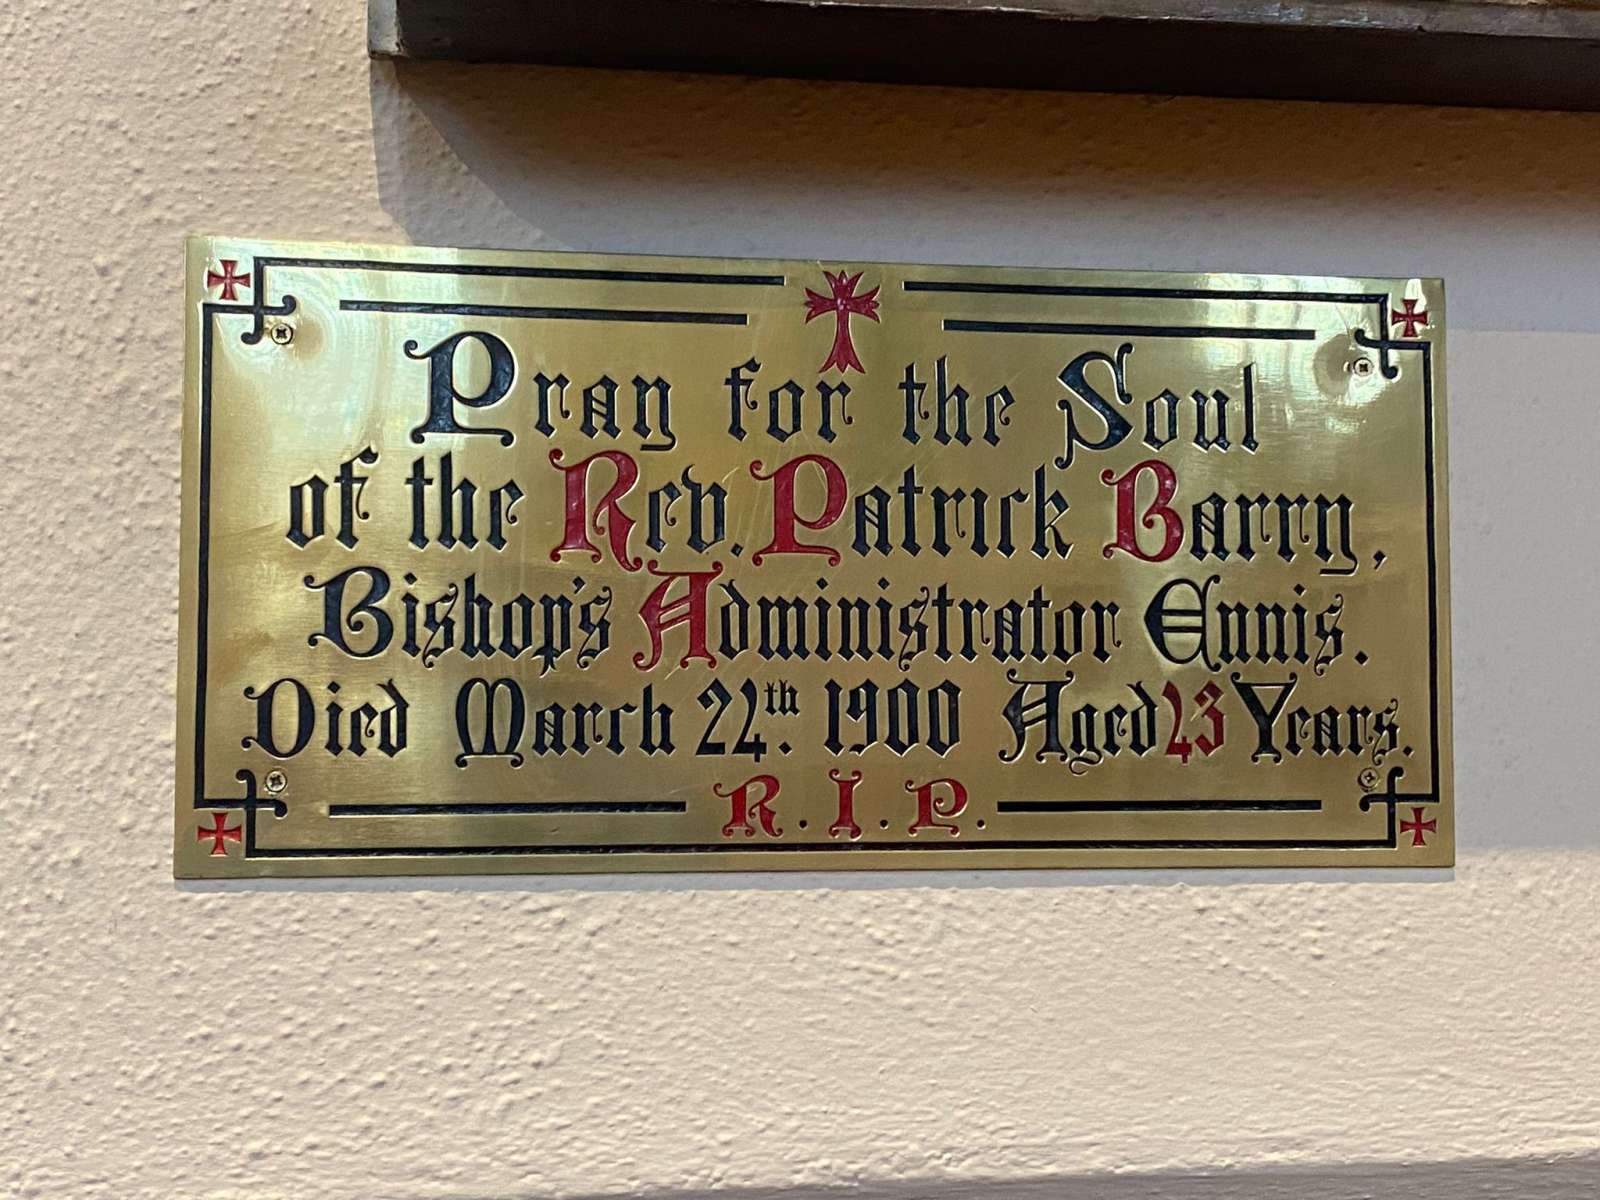 Pray for the Soul
of the Rev. Patrick Barry,
Bishop's Administrator Ennis.
Died March 24th. 1900 Aged 43 Years.
R.I.P.